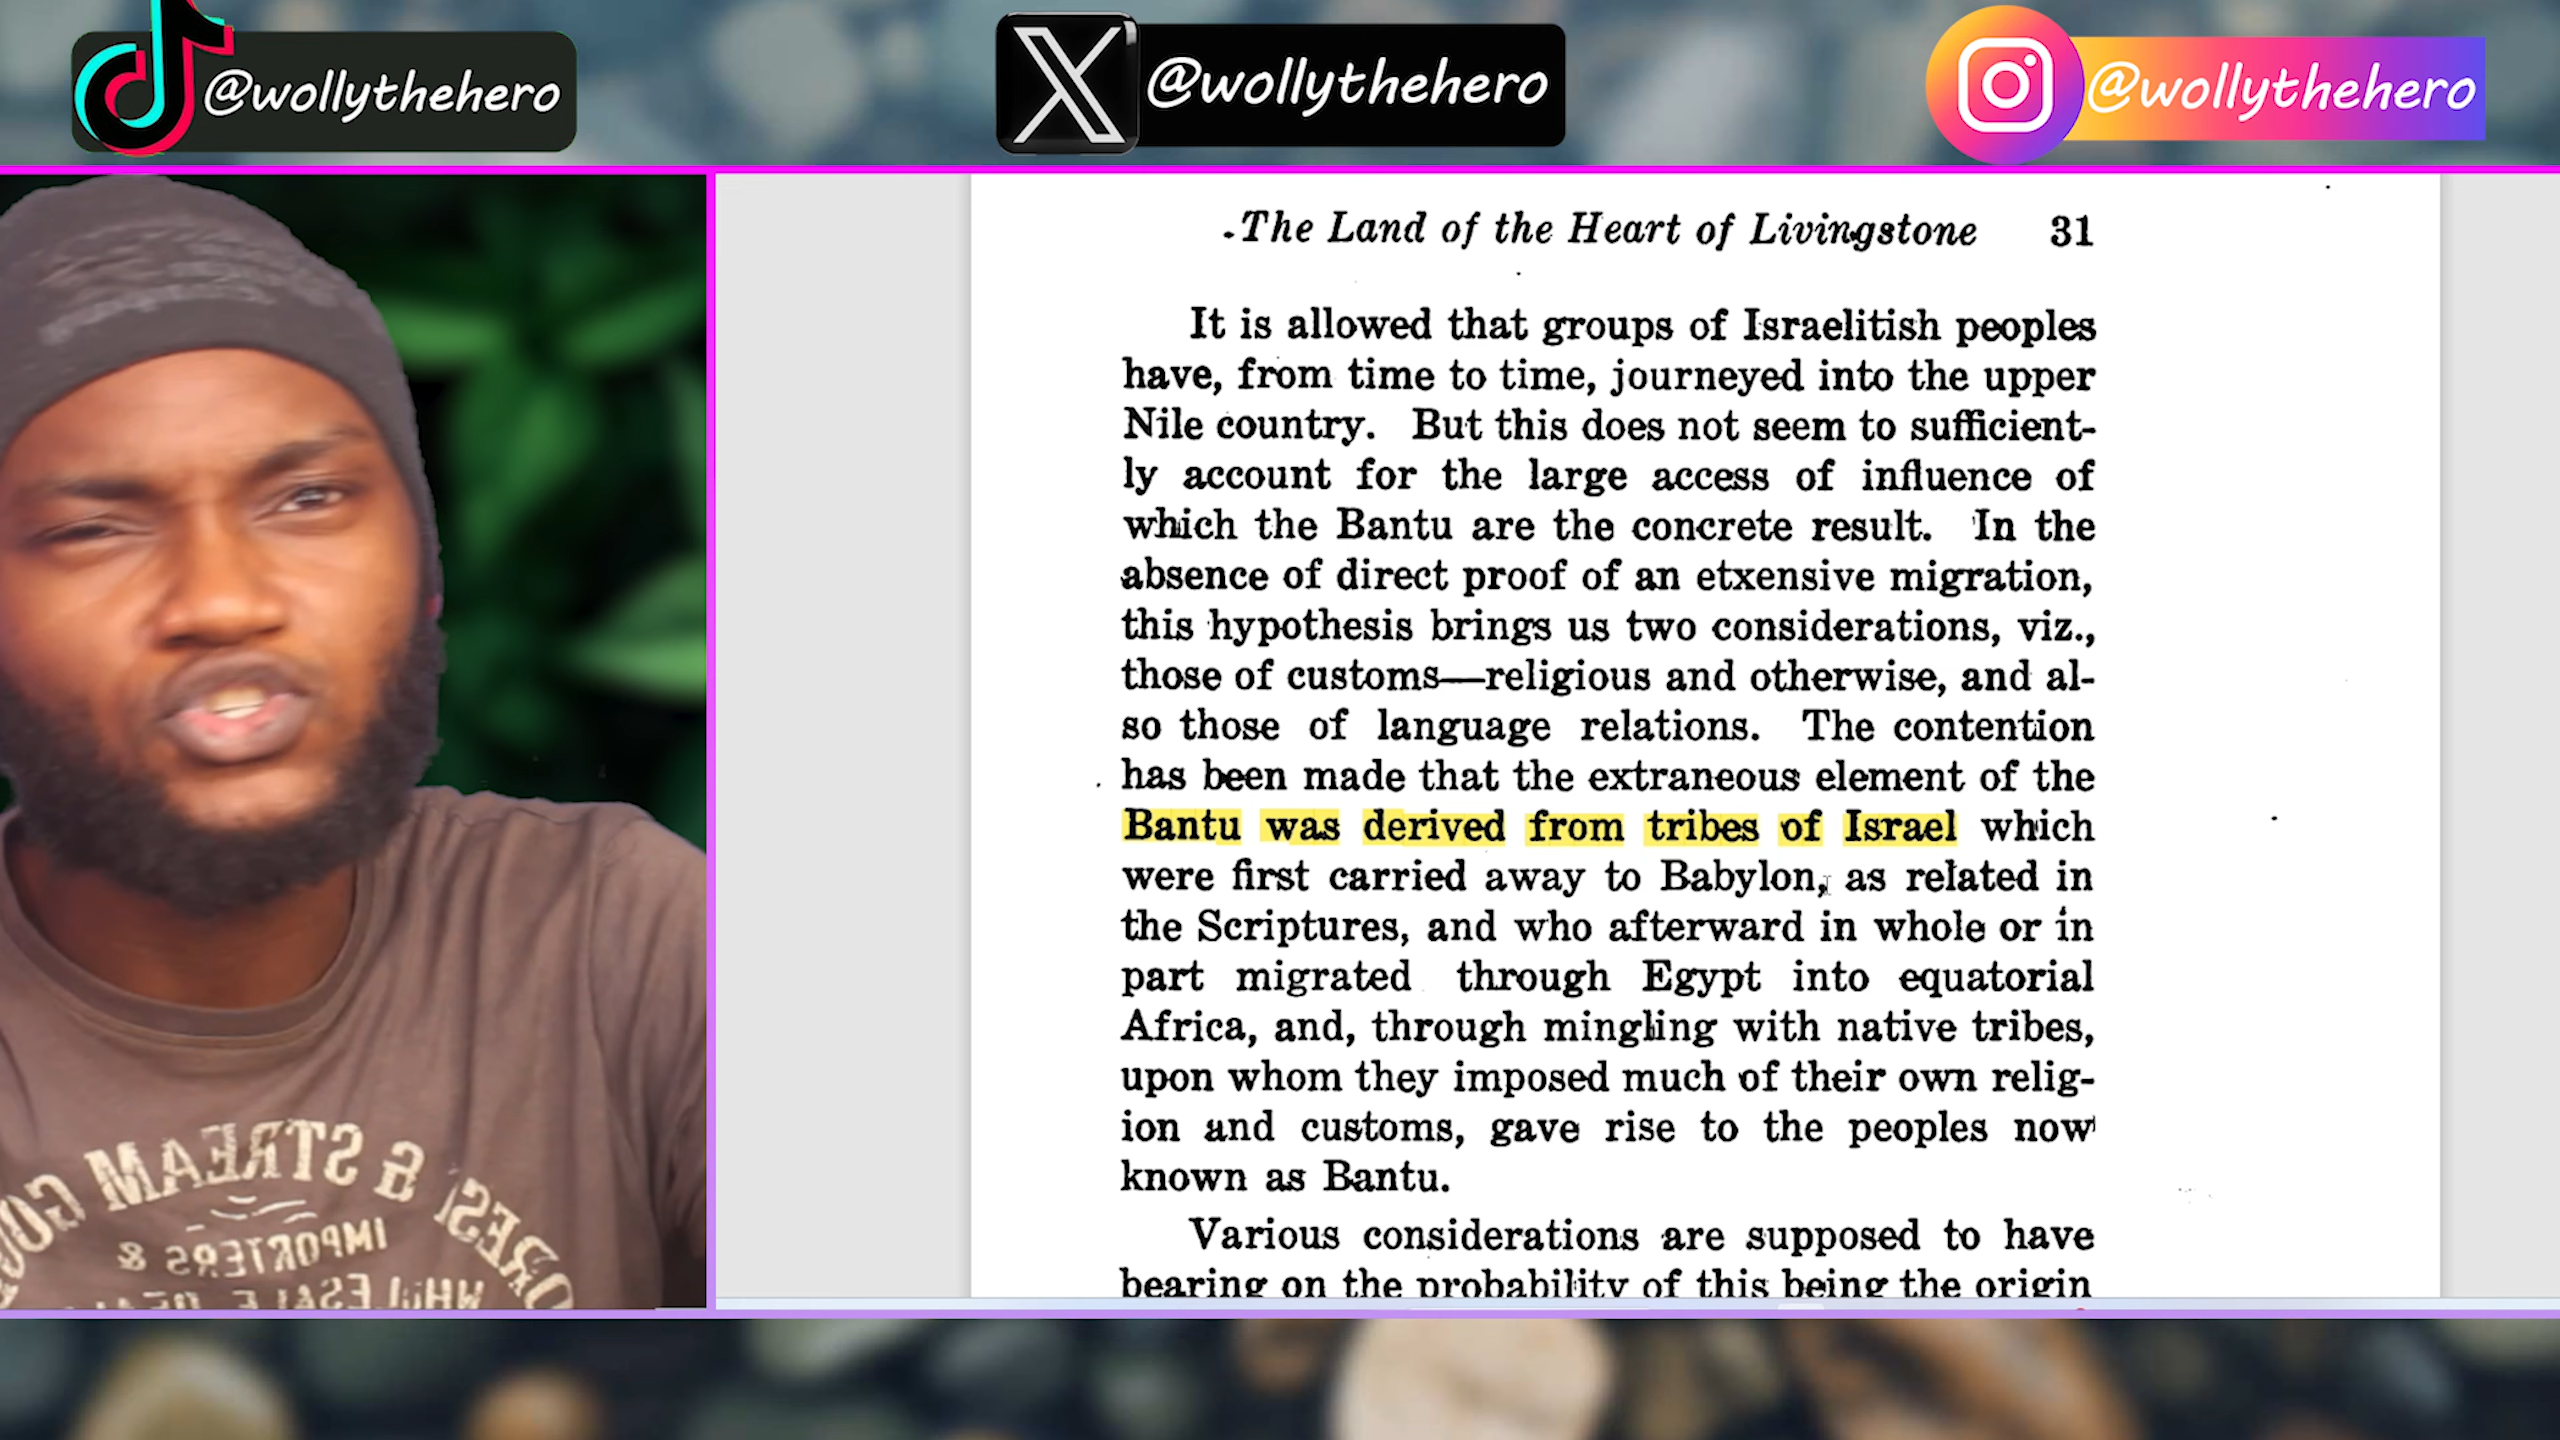 @wollythehero
@wollythehero
@wollythehero
The Land of the Heart of Livingstone 31
It is allowed that groups of Israelitish peoples
have, from time to time, journeyed into the upper
Nile country. But this does not seem to sufficient-
ly account for the large access of influence of
which the Bantu are the concrete result. In the
absence of direct proof of an etxensive migration,
this hypothesis brings us two considerations, viz.,
those of customs—religious and otherwise, and al-
so those of language relations. The contention
has been made that the extraneous element of the
Bantu was derived from tribes of Israel which
were first carried away to Babylon, as related in
the Scriptures, and who afterward in whole or in
part migrated through Egypt into equatorial
Africa, and, through mingling with native tribes,
upon whom they imposed much of their own relig-
ion and customs, gave rise to the peoples now
known as Bantu.
Various considerations are supposed to have
bearing on the probability of this being the origin
& STREAM
IMPORTERS &